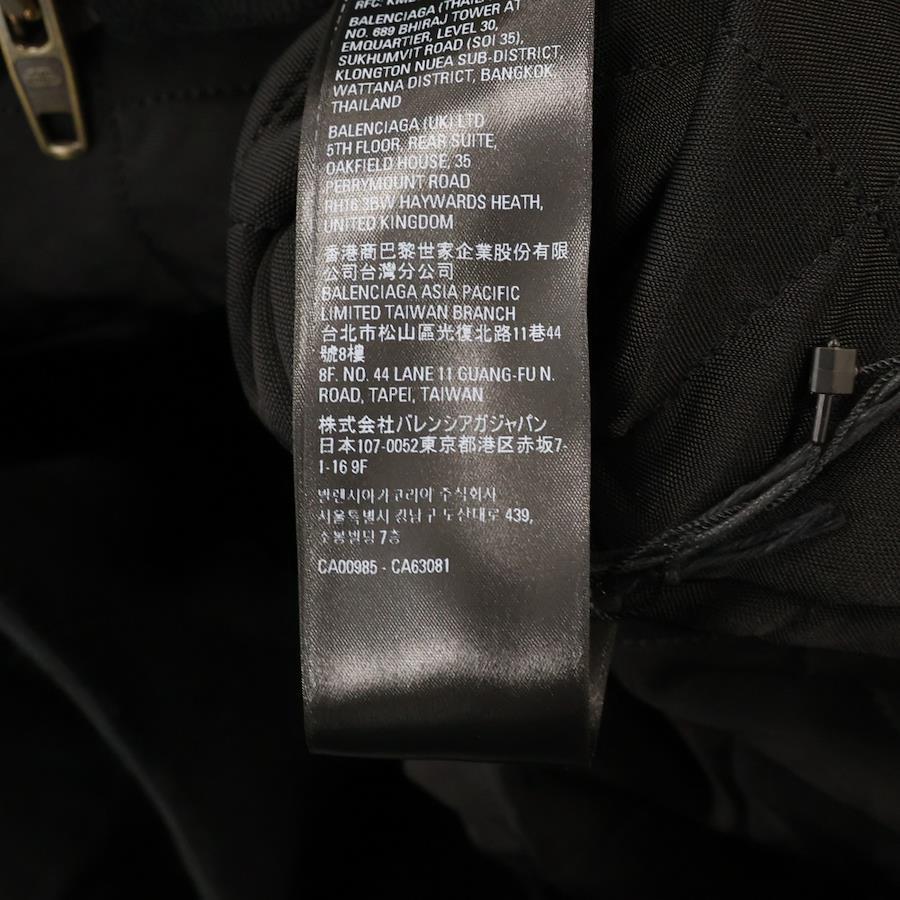 RFC:
BALENCIAGA (THAIL
NO. 689 BHIRAJ TOWER AT
EMQUARTIER, LEVEL 30,
SUKHUMVIT ROAD (SOI 35),
KLONGTON NUEA SUB-DISTRICT,
WATTANA DISTRICT, BANGKOK,
THAILAND
BALENCIAGA (UK) LTD
5TH FLOOR, REAR SUITE,
OAKFIELD HOUSE, 35
PERRYMOUNT ROAD
RH16 3BW HAYWARDS HEATH,
UNITED KINGDOM
香港商巴黎世家企業股份有限
公司台灣分公司
BALENCIAGA ASIA PACIFIC
LIMITED TAIWAN BRANCH
台北市松山區光復北路11巷44
號8樓
8F. NO. 44 LANE 11 GUANG-FU N.
ROAD, TAPEI, TAIWAN
株式会社バレンシアガジャパン
日本107-0052東京都港区赤坂7-
1-16 9F
발렌시아가코리아 주식회사
서울특별시 강남구 도산대로 439,
소봉빌딩 7층
CA00985 - CA63081